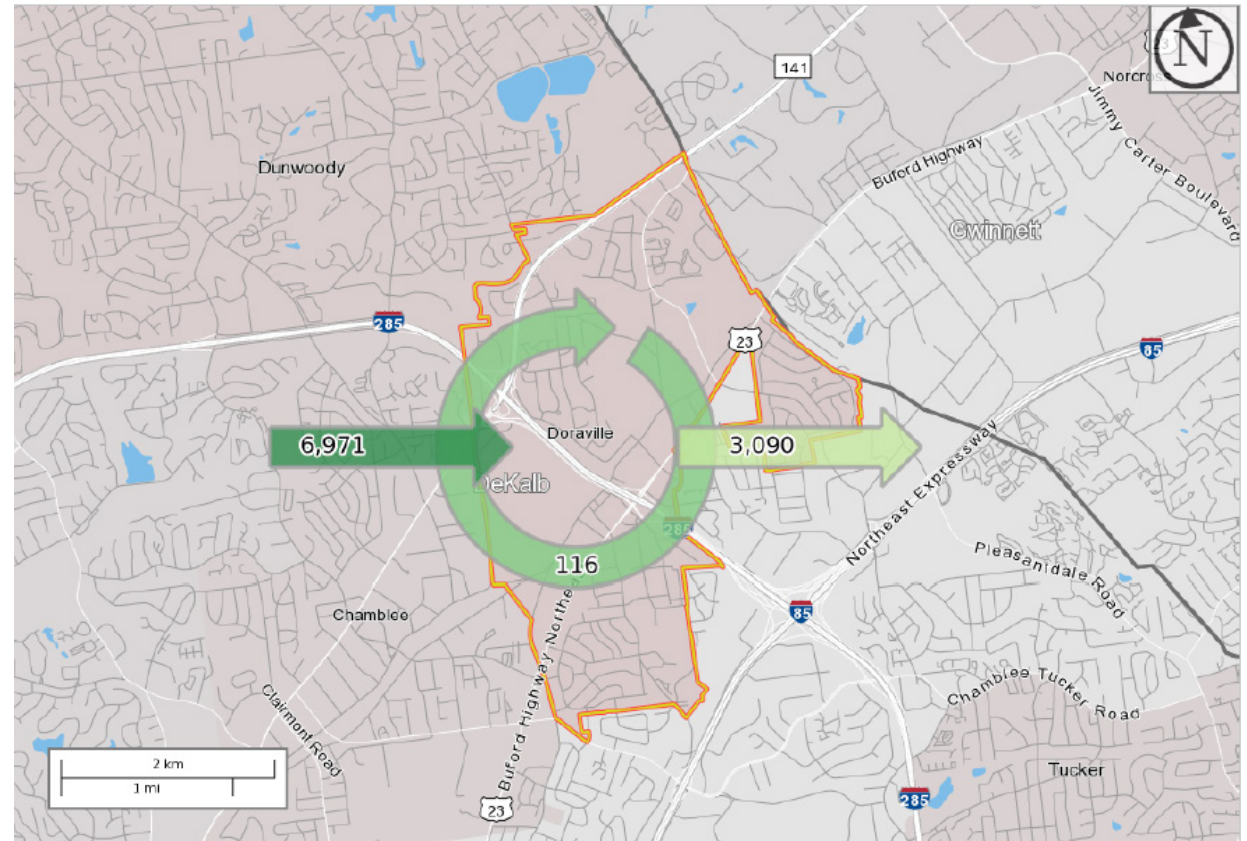 141
23
N
Norcross
Jimmy Carter Boulevard
Dunwoody
Buford Highway
Gwinnett
285
23
85
6,971
Doraville
3,090
DeKalb
285
Northeast Expressway
116
Pleasantdale Road
Chamblee
85
Buford Highway Northea
Chamblee Tucker Road
Clairmont Road
2 km
1 mi
Tucker
285
23